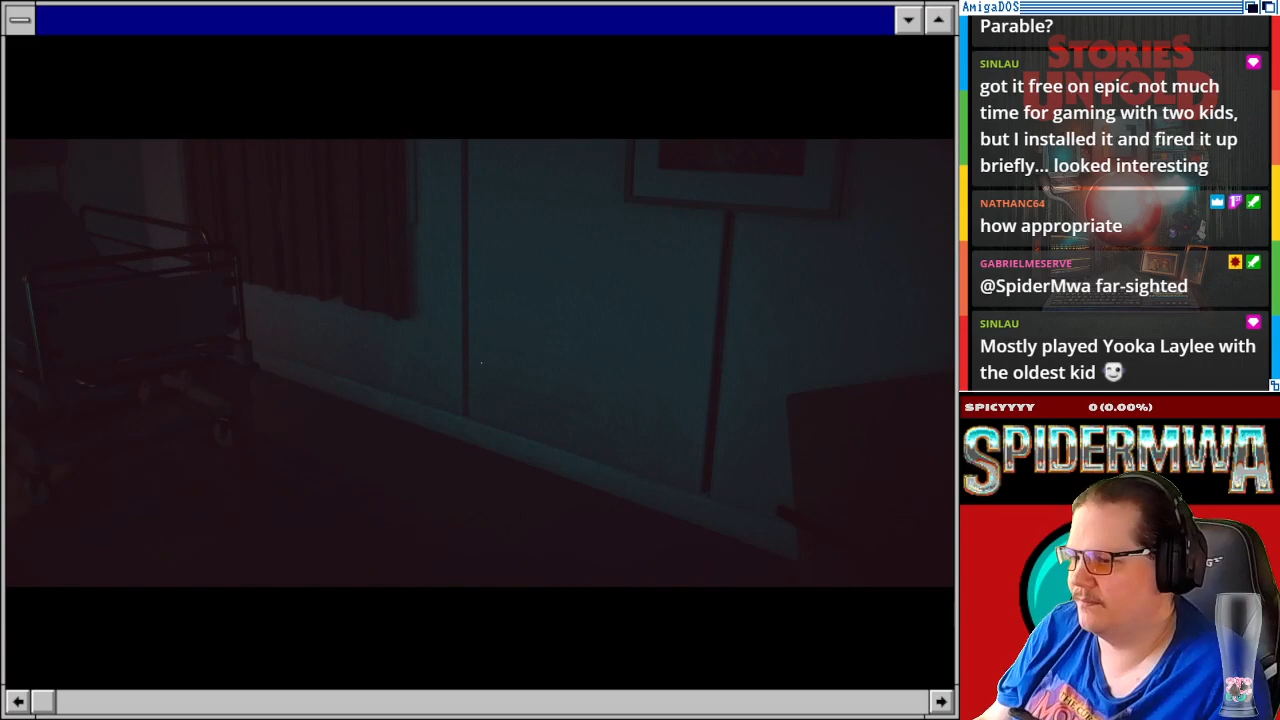 AmigaDOS
Parable?
STORIES
UNTOLD
SINLAU
got it free on epic. not much
time for gaming with two kids,
but I installed it and fired it up
briefly... looked interesting
NATHANC64
how appropriate
GABRIELMESERVE
@SpiderMwa far-sighted
SINLAU
Mostly played Yooka Laylee with
the oldest kid
SPICYYYY 0 (0.00%)
SPIDERMWA